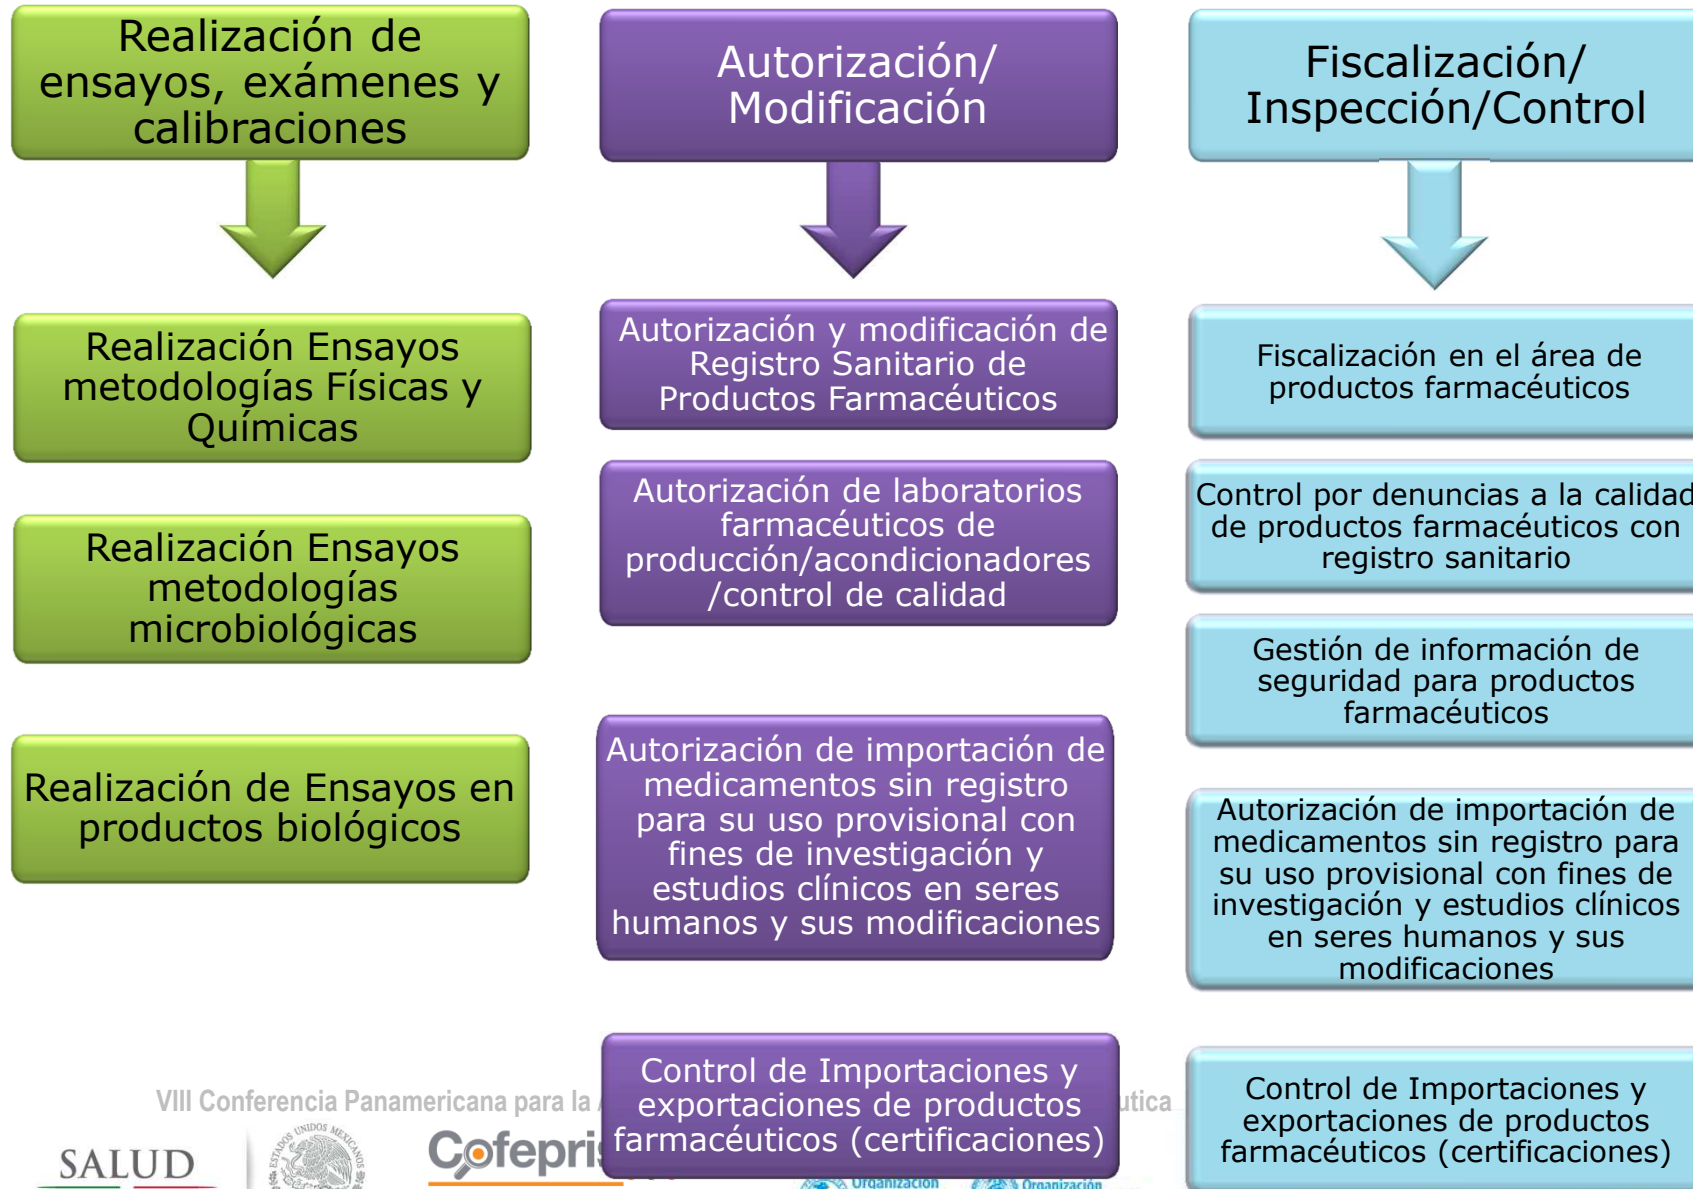 Realización de
ensayos, exámenes y
calibraciones
Realización Ensayos
metodologías Físicas y
Químicas
Realización Ensayos
metodologías
microbiológicas
Realización de Ensayos en
productos biológicos
Autorización/
Modificación
Autorización y modificación de
Registro Sanitario de
Productos Farmacéuticos
Autorización de laboratorios
farmacéuticos de
producción/acondicionadores
/control de calidad
Autorización de importación de
medicamentos sin registro
para su uso provisional con
fines de investigación y
estudios clínicos en seres
humanos y sus modificaciones
Control de Importaciones y
exportaciones de productos
farmacéuticos (certificaciones)
Fiscalización/
Inspección/Control
Fiscalización en el área de
productos farmacéuticos
Control por denuncias a la calidad
de productos farmacéuticos con
registro sanitario
Gestión de información de
seguridad para productos
farmacéuticos
Autorización de importación de
medicamentos sin registro para
su uso provisional con fines de
investigación y estudios clínicos
en seres humanos y sus
modificaciones
Control de Importaciones y
exportaciones de productos
farmacéuticos (certificaciones)
VIII Conferencia Panamericana para la
SALUD
UNIDOS
Cofepris
Organización
Organización